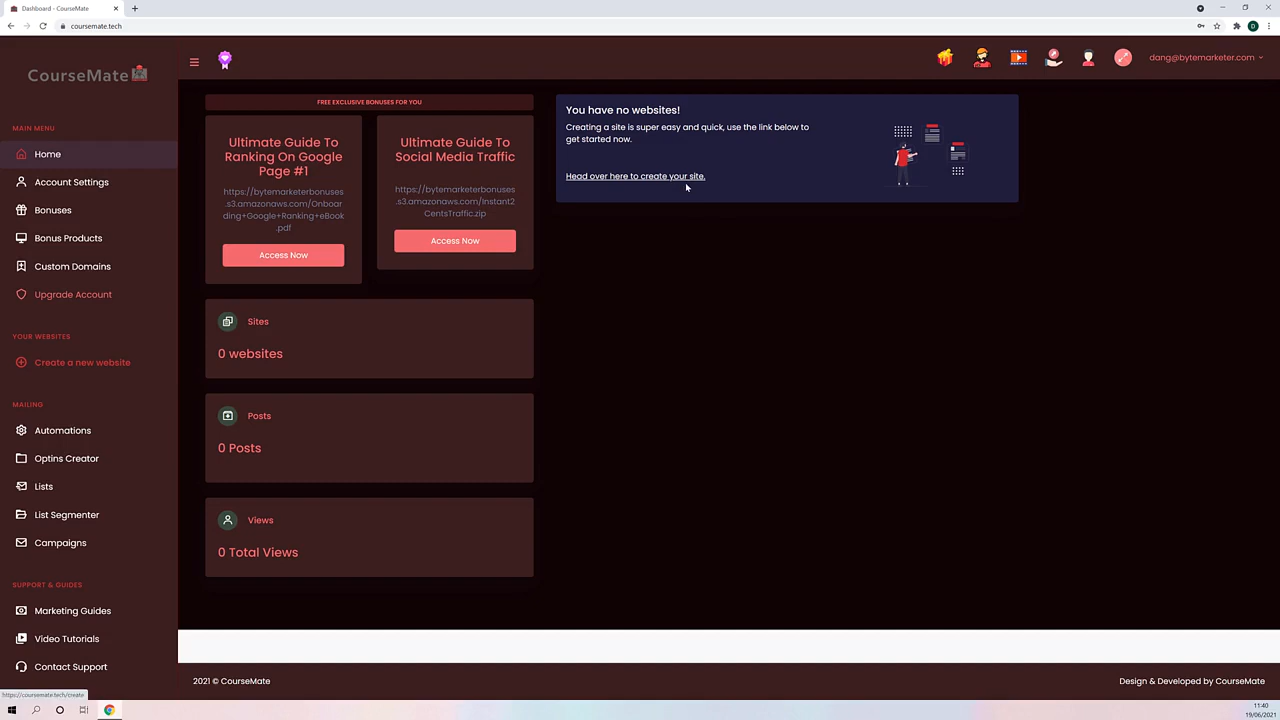 Dashboard - CourseMate
coursemate.tech
CourseMate
dang@bytemarketer.com
MAIN MENU
Home
Account Settings
Bonuses
Bonus Products
Custom Domains
Upgrade Account
YOUR WEBSITES
Create a new website
MAILING
Automations
Optins Creator
Lists
List Segmenter
Campaigns
SUPPORT & GUIDES
Marketing Guides
Video Tutorials
Contact Support
FREE EXCLUSIVE BONUSES FOR YOU
Ultimate Guide To
Ranking On Google
Page #1
https://bytemarketerbonuses
.s3.amazonaws.com/Onboar
ding+Google+Ranking+eBook
.pdf
Access Now
Ultimate Guide To
Social Media Traffic
https://bytemarketerbonuses
.s3.amazonaws.com/Instant2
CentsTraffic.zip
Access Now
Sites
0 websites
Posts
0 Posts
Views
0 Total Views
You have no websites!
Creating a site is super easy and quick, use the link below to
get started now.
Head over here to create your site.
2021 © CourseMate
Design & Developed by CourseMate
https://coursemate.tech/create
11:40
19/06/2021